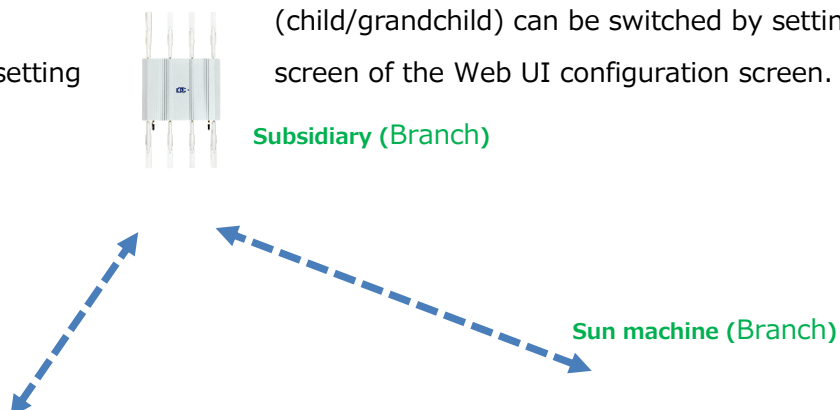 (child/grandchild) can be switched by settin
setting
screen of the Web UI configuration screen.
Subsidiary (Branch)
Sun machine (Branch)